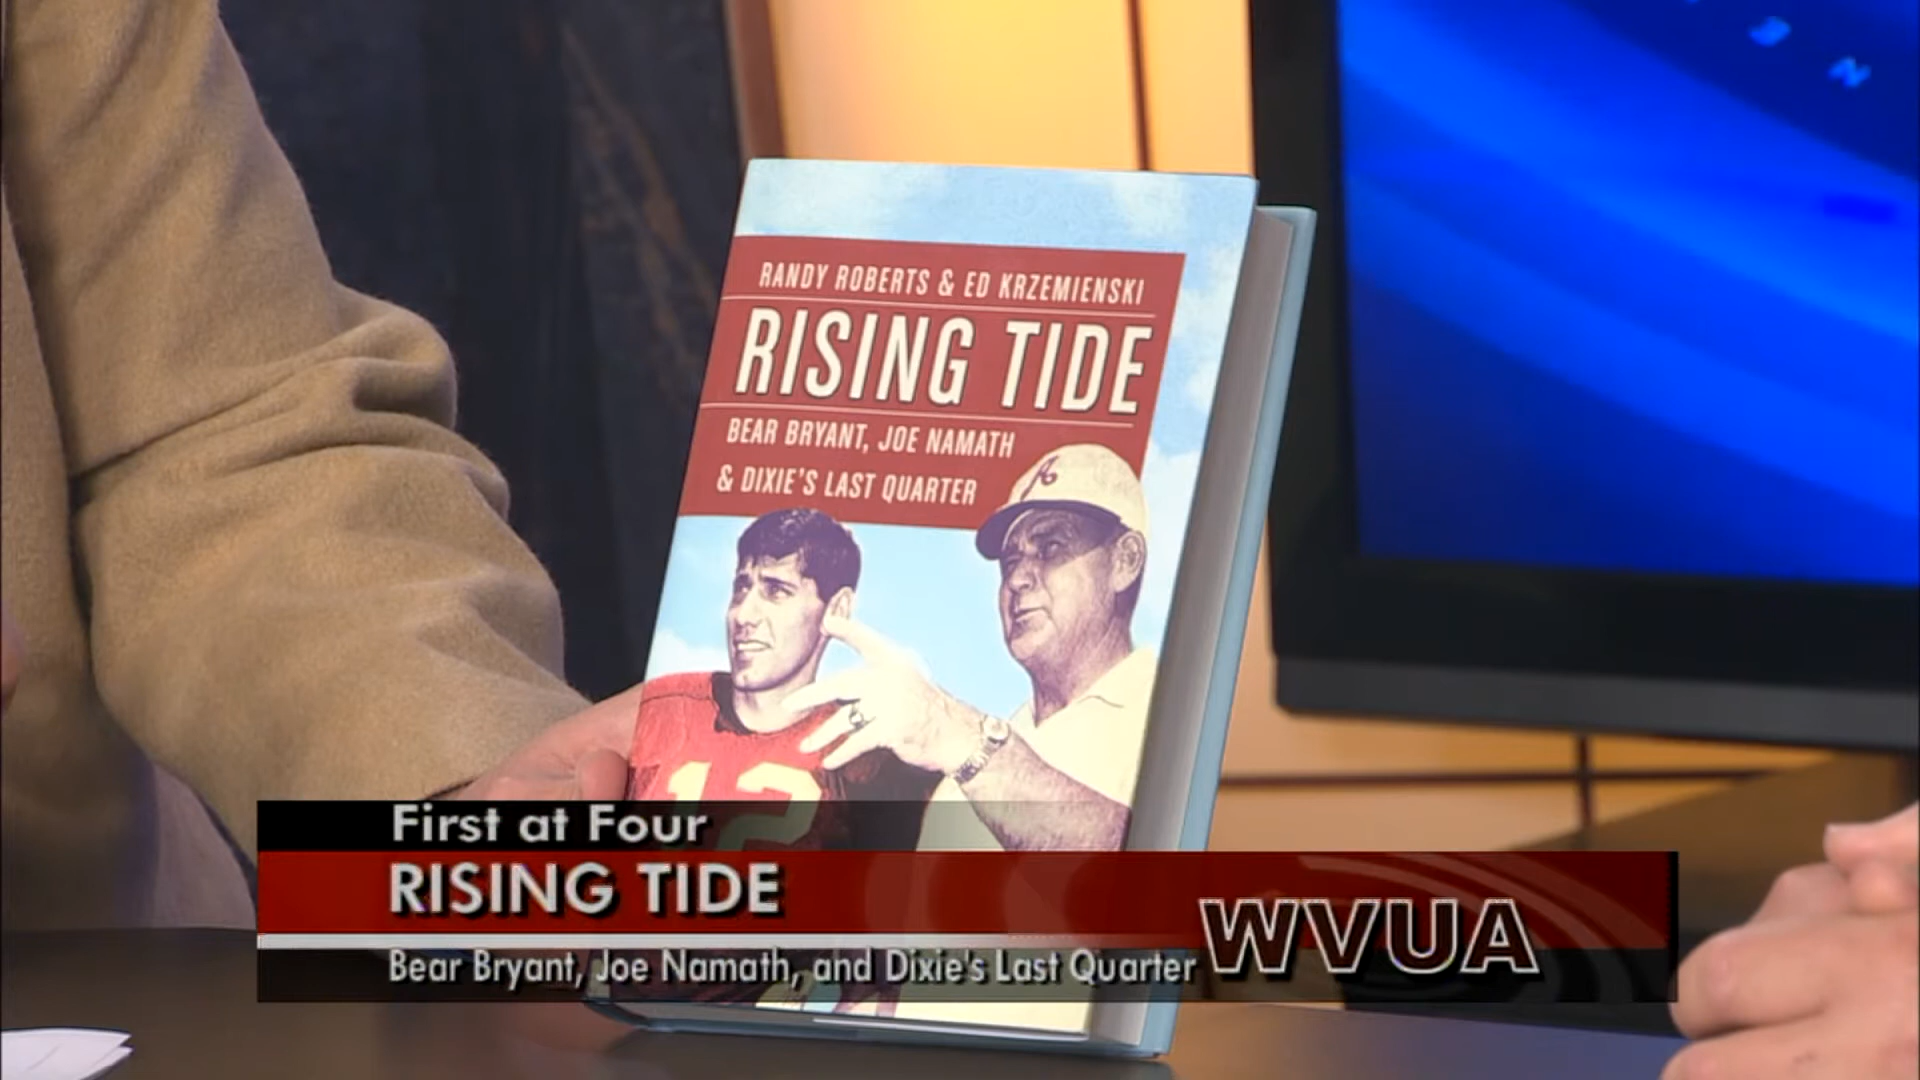 RANDY ROBERTS & ED KRZEMIENSKI
RISING TIDE
BEAR BRYANT, JOE NAMATH
& DIXIE'S LAST QUARTER
A
12
First at Four
RISING TIDE
Bear Bryant, Joe Namath, and Dixie's Last Quarter
WVUA